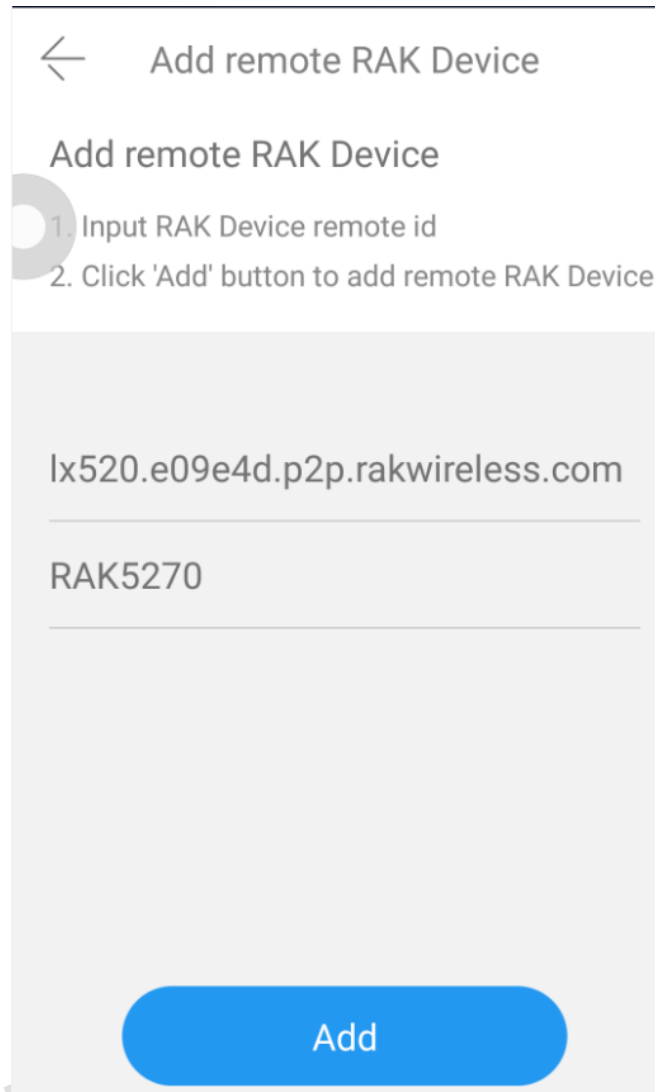 Add remote RAK Device
Add remote RAK Device
1. Input RAK Device remote id
2. Click 'Add' button to add remote RAK Device
lx520.e09e4d.p2p.rakwireless.com
RAK5270
Add